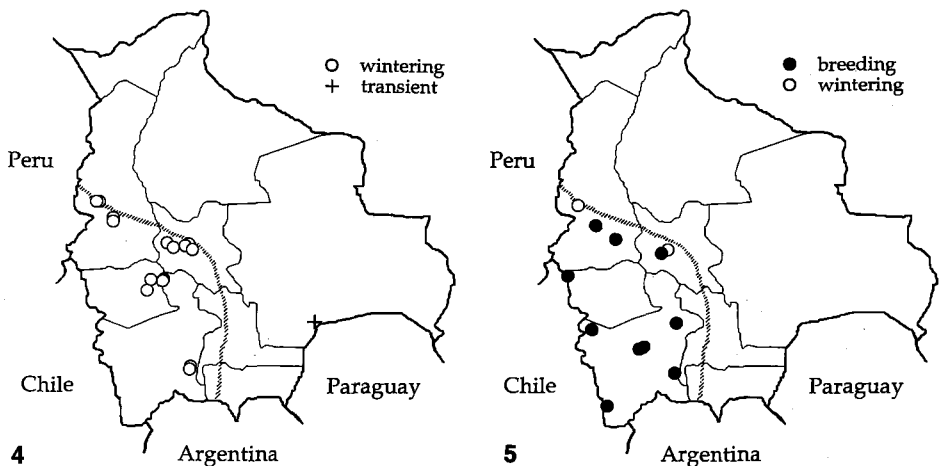 ○ wintering
+ transient
Peru
Chile
Paraguay
Argentina
4
● breeding
○ wintering
Peru
Chile
Paraguay
Argentina
5